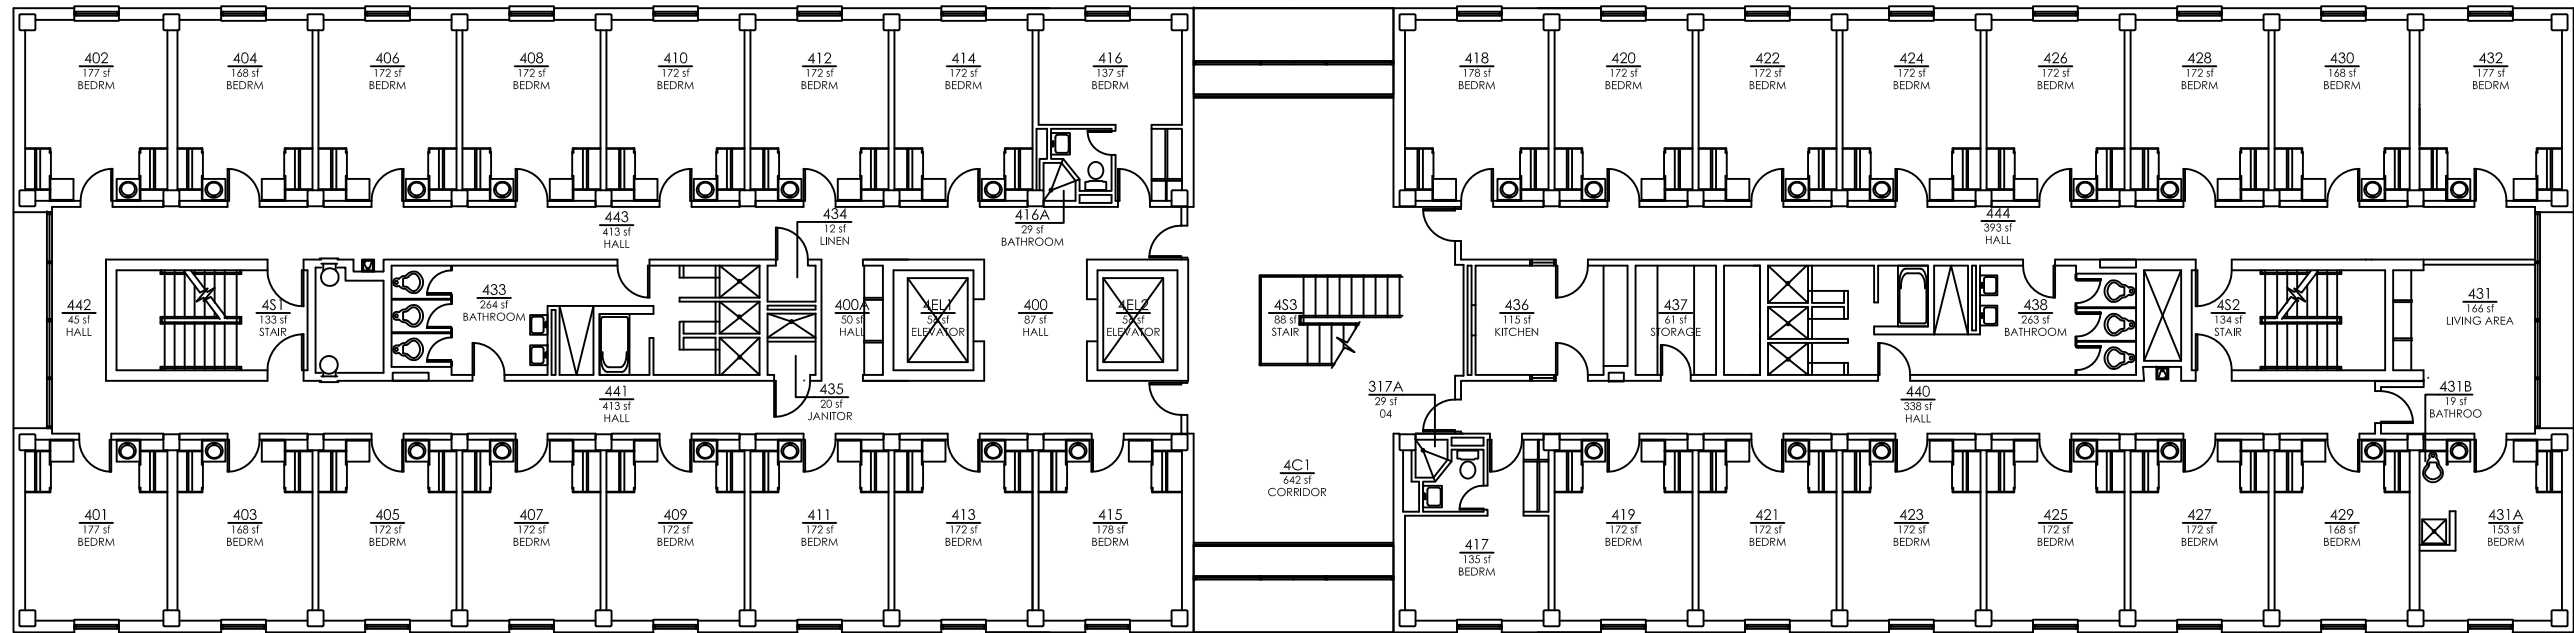 402
177 sf
BEDRM
404
168 sf
BEDRM
406
172 sf
BEDRM
408
172 sf
BEDRM
410
172 sf
BEDRM
412
172 sf
BEDRM
414
172 sf
BEDRM
416
137 sf
BEDRM
418
178 sf
BEDRM
420
172 sf
BEDRM
422
172 sf
BEDRM
424
172 sf
BEDRM
426
172 sf
BEDRM
428
172 sf
BEDRM
430
168 sf
BEDRM
432
177 sf
BEDRM
443
413 sf
HALL
434
12 sf
LINEN
416A
29 sf
BATHROOM
444
393 sf
HALL
442
45 sf
HALL
4S1
133 sf
STAIR
433
264 sf
BATHROOM
400A
50 sf
HALL
4EL1
ELEVATOR
400
87 sf
HALL
4EL2
ELEVATOR
4S3
88 sf
STAIR
436
115 sf
KITCHEN
437
61 sf
STORAGE
438
263 sf
BATHROOM
4S2
134 sf
STAIR
431
166 sf
LIVING AREA
441
413 sf
HALL
435
20 sf
JANITOR
317A
29 sf
04
440
338 sf
HALL
431B
19 sf
BATHROO
4C1
642 sf
CORRIDOR
401
177 sf
BEDRM
403
168 sf
BEDRM
405
172 sf
BEDRM
407
172 sf
BEDRM
409
172 sf
BEDRM
411
172 sf
BEDRM
413
172 sf
BEDRM
415
178 sf
BEDRM
417
135 sf
BEDRM
419
172 sf
BEDRM
421
172 sf
BEDRM
423
172 sf
BEDRM
425
172 sf
BEDRM
427
172 sf
BEDRM
429
168 sf
BEDRM
431A
153 sf
BEDRM